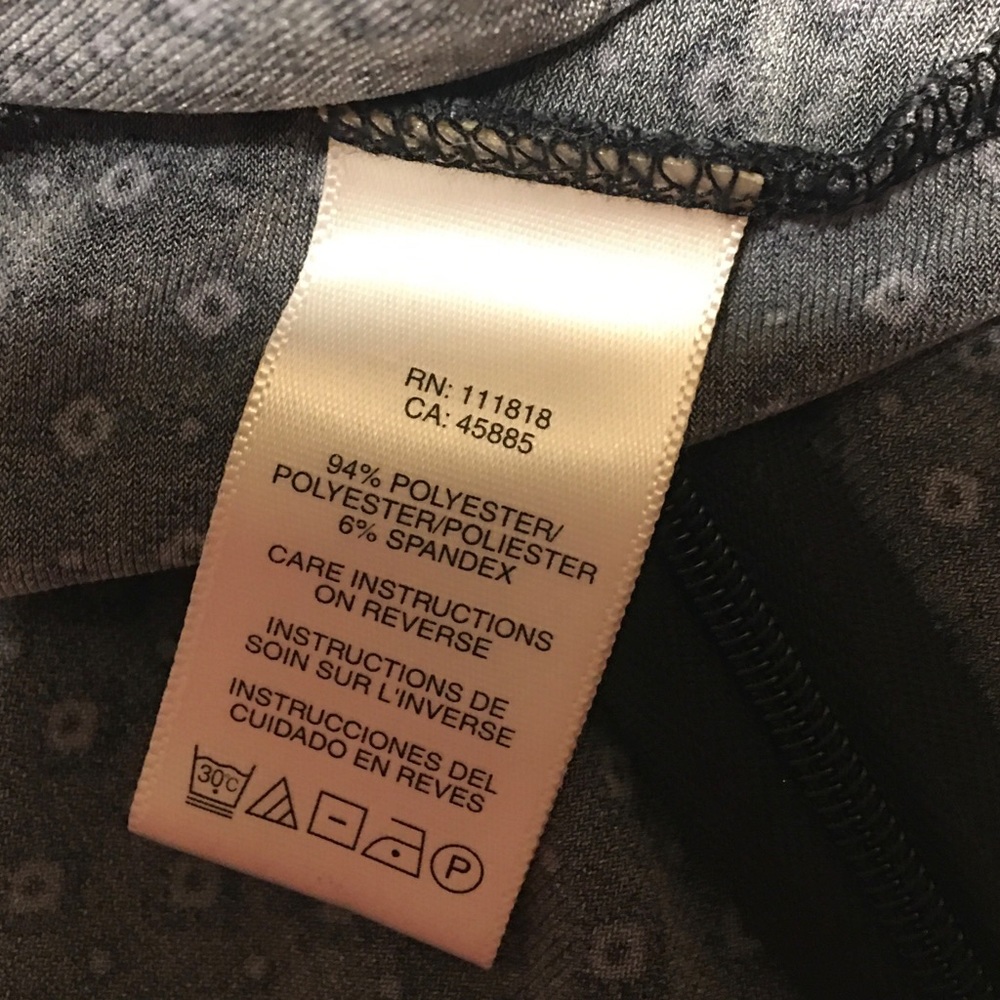 RN: 111818
CA: 45885
94% POLYESTER/
POLYESTER/POLIESTER
6% SPANDEX
CARE INSTRUCTIONS
ON REVERSE
INSTRUCTIONS DE
SOIN SUR L'INVERSE
INSTRUCCIONES DEL
CUIDADO EN REVES
30°C
P